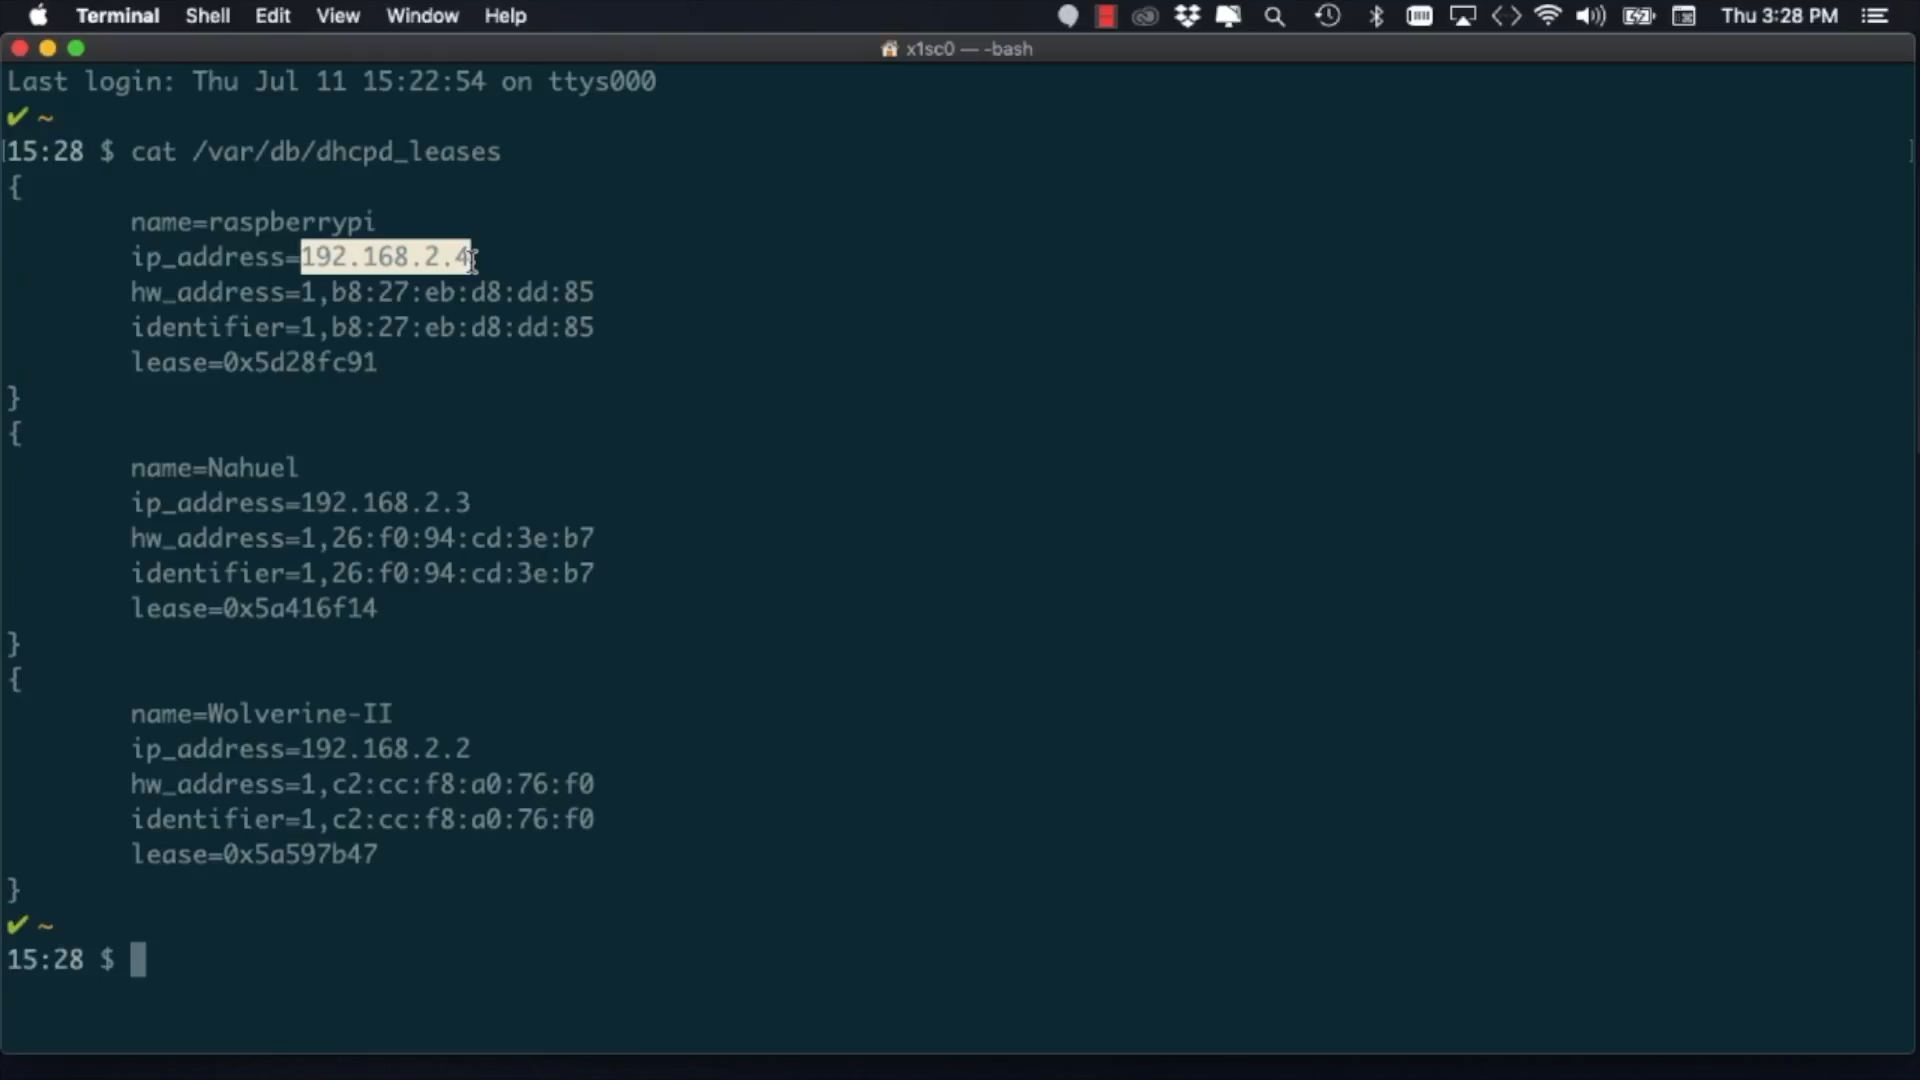 Terminal Shell Edit View Window Help Thu 3:28 PM
x1sc0 — -bash
Last login: Thu Jul 11 15:22:54 on ttys000
✔ ~
[15:28 $ cat /var/db/dhcpd_leases ]
{
name=raspberrypi
ip_address=192.168.2.4
hw_address=1,b8:27:eb:d8:dd:85
identifier=1,b8:27:eb:d8:dd:85
lease=0x5d28fc91
}
{
name=Nahuel
ip_address=192.168.2.3
hw_address=1,26:f0:94:cd:3e:b7
identifier=1,26:f0:94:cd:3e:b7
lease=0x5a416f14
}
{
name=Wolverine-II
ip_address=192.168.2.2
hw_address=1,c2:cc:f8:a0:76:f0
identifier=1,c2:cc:f8:a0:76:f0
lease=0x5a597b47
}
✔ ~
15:28 $